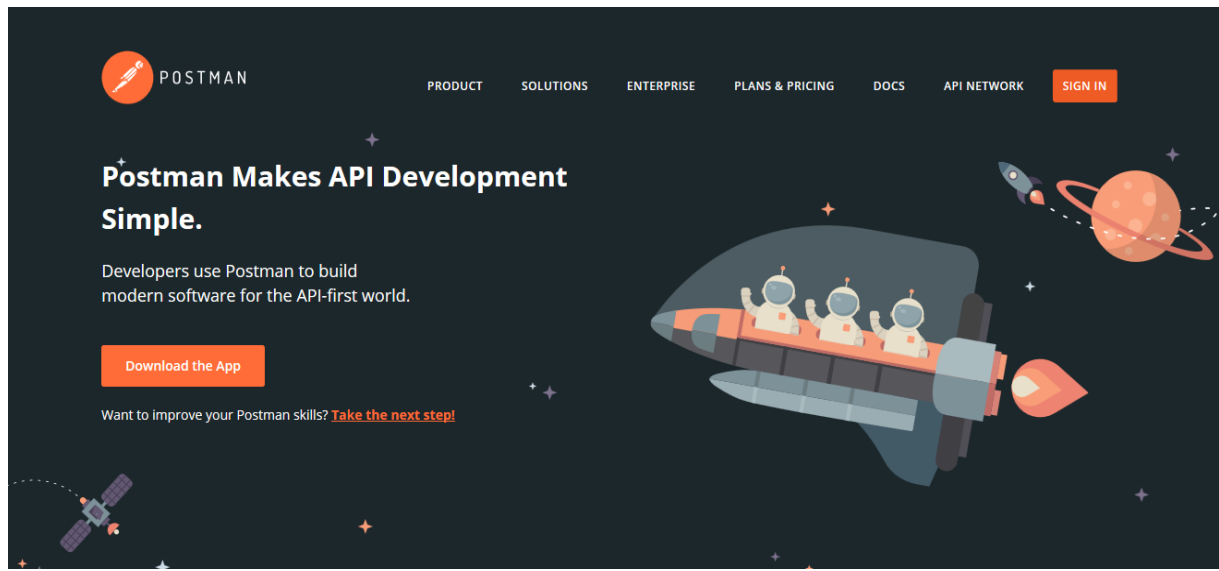 POSTMAN
PRODUCT SOLUTIONS ENTERPRISE PLANS & PRICING DOCS API NETWORK SIGN IN
Postman Makes API Development
Simple.
Developers use Postman to build
modern software for the API-first world.
Download the App
Want to improve your Postman skills? Take the next step!